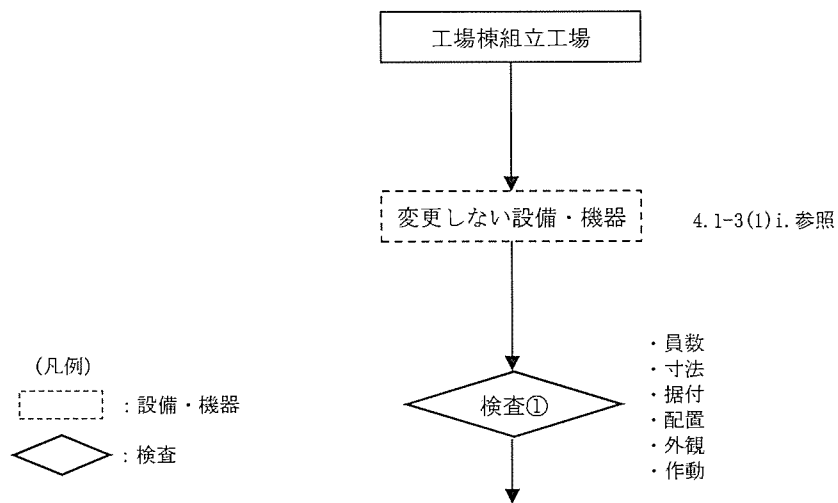 工場棟組立工場
変更しない設備・機器
4.1-3(1)i.参照
検査①
・員数
・寸法
・据付
・配置
・外観
・作動
(凡例)
：設備・機器
：検査